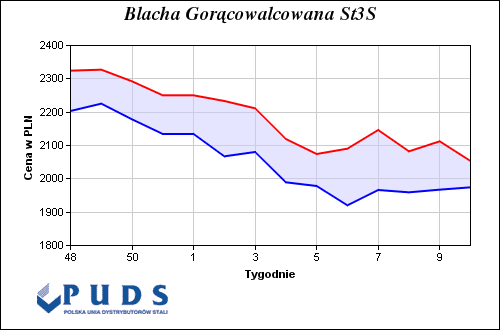 Blacha Gorącowalcowana St3S
Cena w PLN
2400
2300
2200
2100
2000
1900
1800
48 50 1 3 5 7 9
Tygodnie
PUDS
POLSKA UNIA DYSTRYBUTORÓW STALI